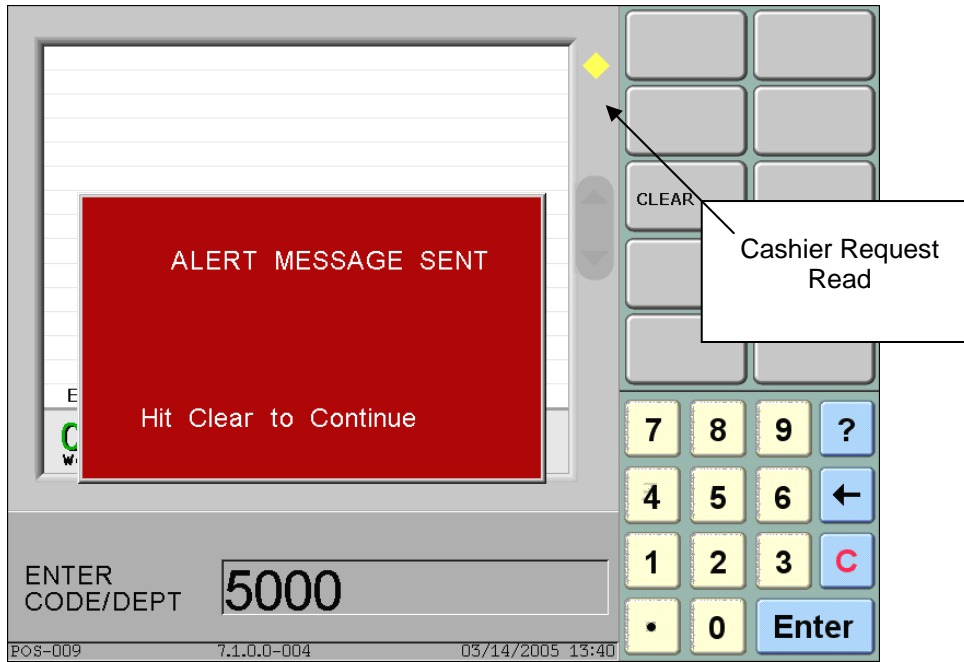 CLEAR
Cashier Request
Read
ALERT MESSAGE SENT
Hit Clear to Continue
E
7 8 9 ?
4 5 6 ←
1 2 3 C
. 0 Enter
ENTER
CODE/DEPT
5000
POS-009 7.1.0.0-004 03/14/2005 13:40